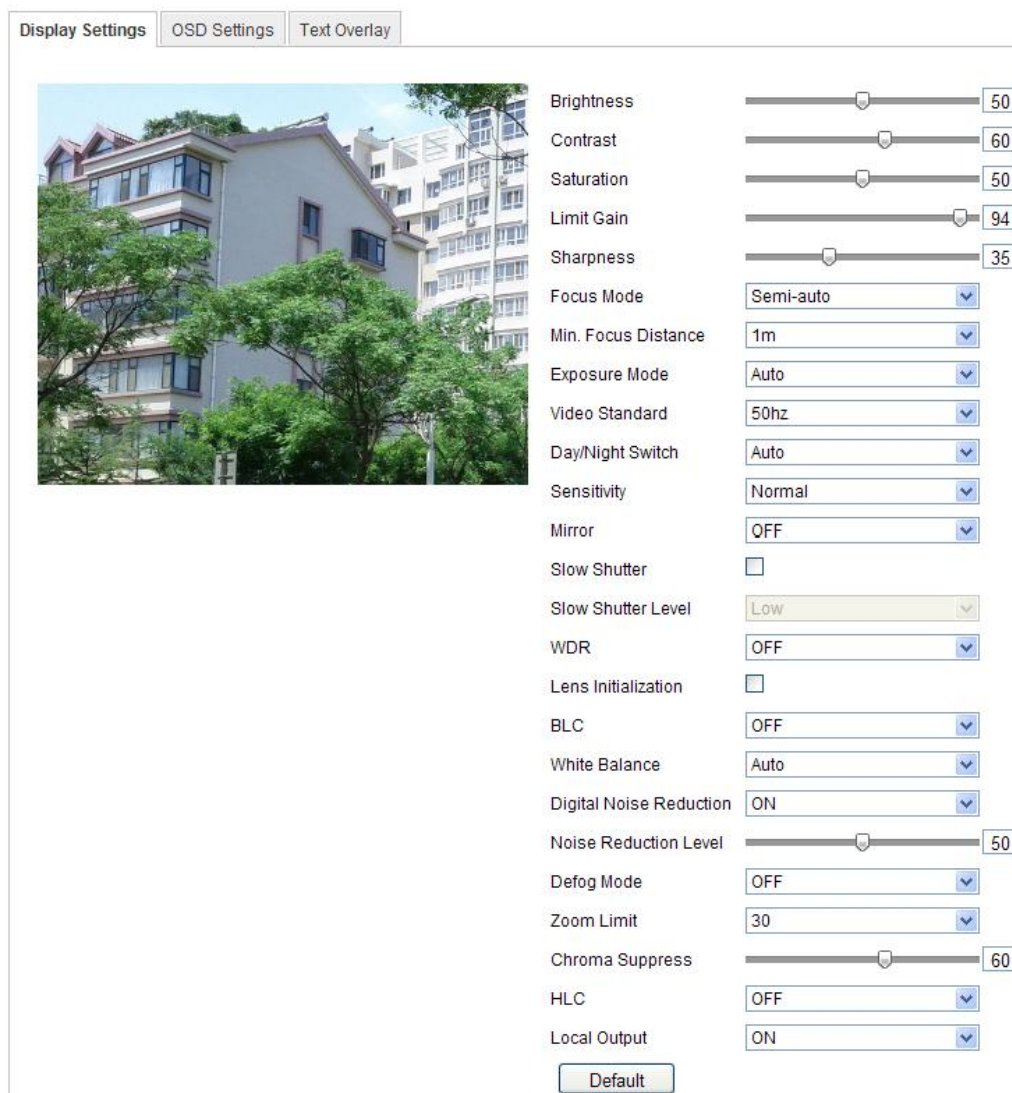 Display Settings OSD Settings Text Overlay
Brightness 50
Contrast 60
Saturation 50
Limit Gain 94
Sharpness 35
Focus Mode Semi-auto
Min. Focus Distance 1m
Exposure Mode Auto
Video Standard 50hz
Day/Night Switch Auto
Sensitivity Normal
Mirror OFF
Slow Shutter
Slow Shutter Level Low
WDR OFF
Lens Initialization
BLC OFF
White Balance Auto
Digital Noise Reduction ON
Noise Reduction Level 50
Defog Mode OFF
Zoom Limit 30
Chroma Suppress 60
HLC OFF
Local Output ON
Default